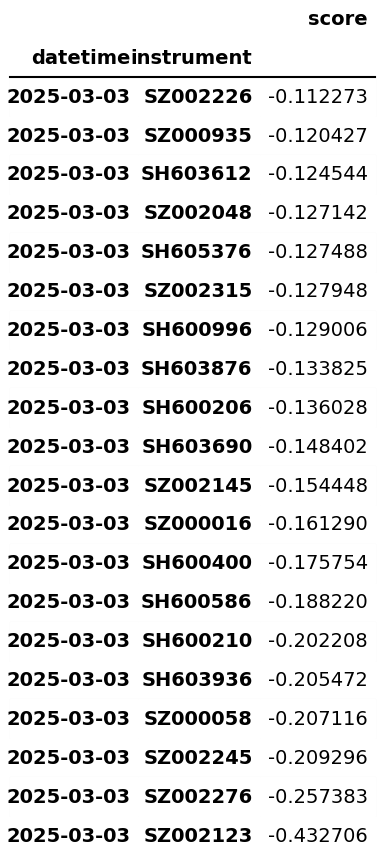 score
datetime instrument
2025-03-03 SZ002226 -0.112273
2025-03-03 SZ000935 -0.120427
2025-03-03 SH603612 -0.124544
2025-03-03 SZ002048 -0.127142
2025-03-03 SH605376 -0.127488
2025-03-03 SZ002315 -0.127948
2025-03-03 SH600996 -0.129006
2025-03-03 SH603876 -0.133825
2025-03-03 SH600206 -0.136028
2025-03-03 SH603690 -0.148402
2025-03-03 SZ002145 -0.154448
2025-03-03 SZ000016 -0.161290
2025-03-03 SH600400 -0.175754
2025-03-03 SH600586 -0.188220
2025-03-03 SH600210 -0.202208
2025-03-03 SH603936 -0.205472
2025-03-03 SZ000058 -0.207116
2025-03-03 SZ002245 -0.209296
2025-03-03 SZ002276 -0.257383
2025-03-03 SZ002123 -0.432706